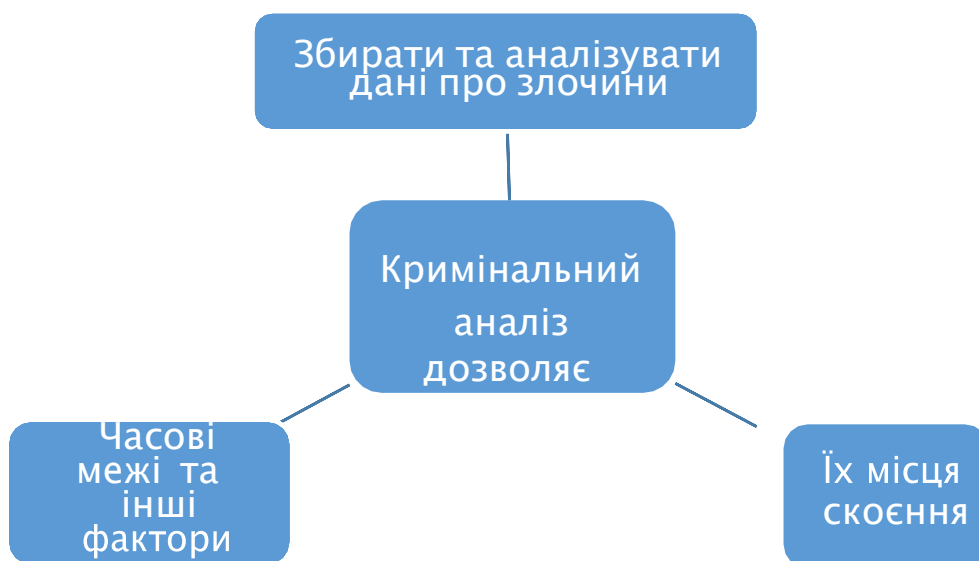 Збирати та аналізувати
дані про злочини
Кримінальний
аналіз
дозволяє
Часові
межі та
інші
фактори
Їх місця
скоєння